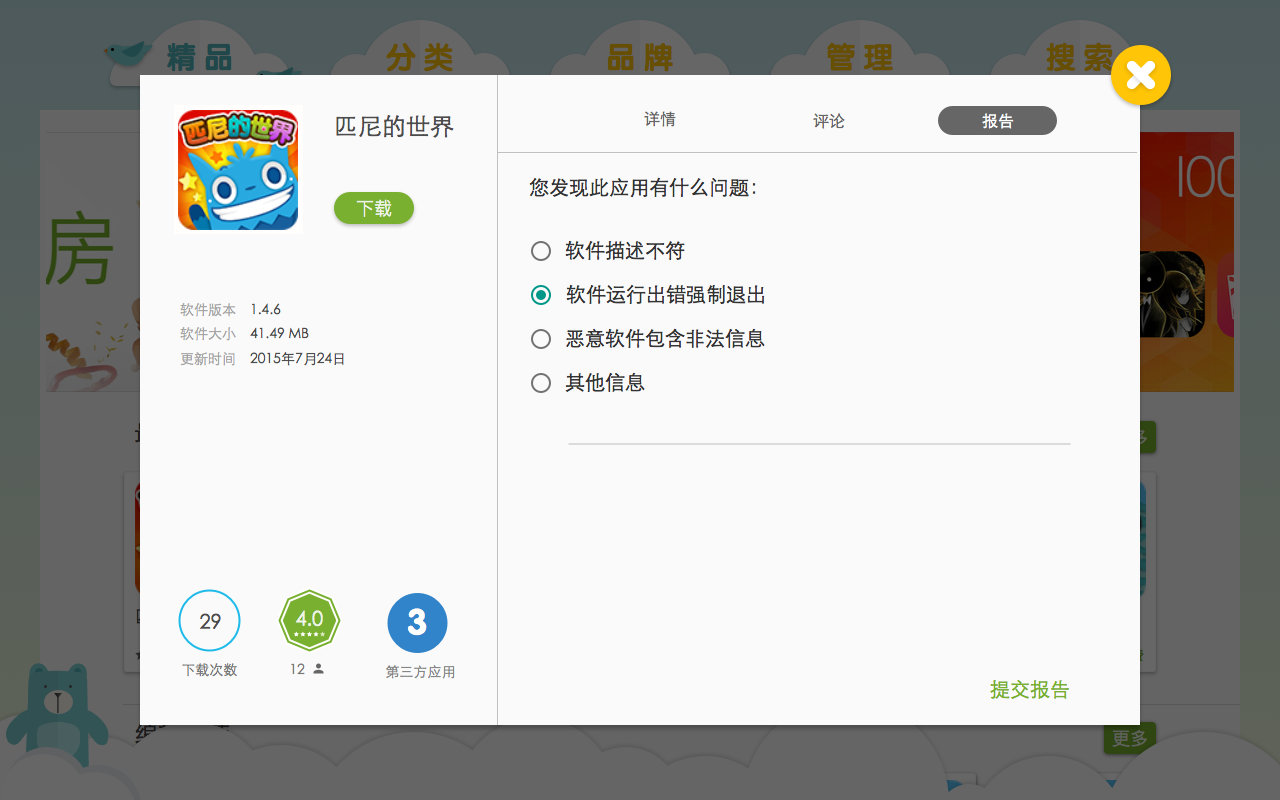 精品
分类
品牌
管理
搜索
匹尼的世界
匹尼的世界
下载
软件版本 1.4.6
软件大小 41.49 MB
更新时间 2015年7月24日
29
下载次数
4.0
12
3
第三方应用
详情
评论
报告
您发现此应用有什么问题：
软件描述不符
软件运行出错强制退出
恶意软件包含非法信息
其他信息
提交报告
房
100
更多